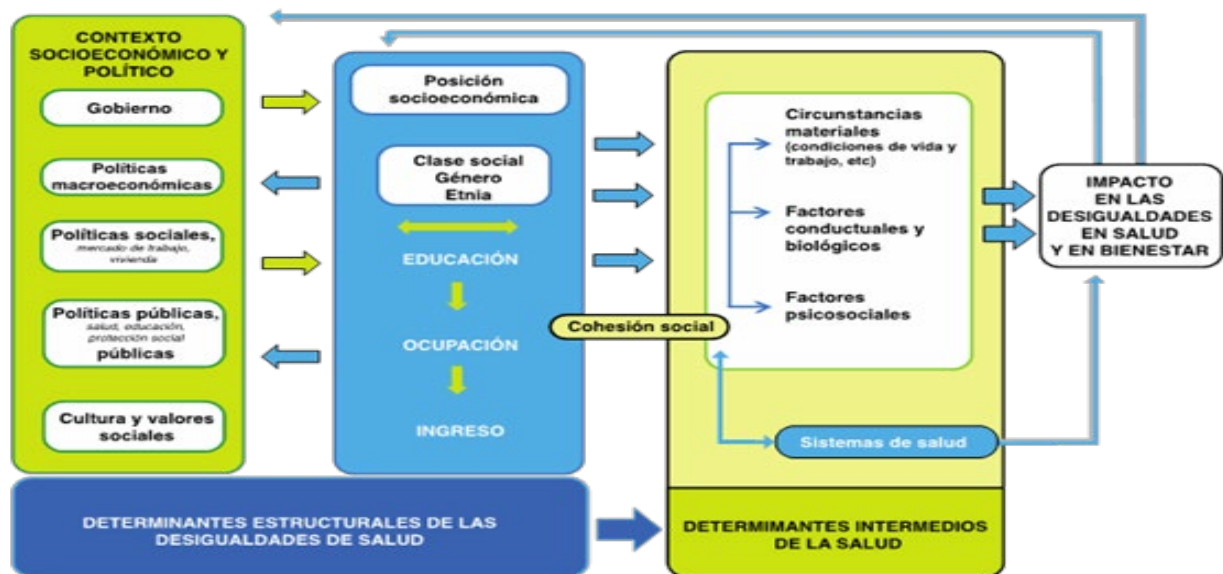 CONTEXTO
SOCIOECONÓMICO Y
POLÍTICO
Gobierno
Políticas
macroeconómicas
Políticas sociales,
mercado de trabajo,
vivienda
Políticas públicas,
salud, educación,
protección social
públicas
Cultura y valores
sociales
Posición
socioeconómica
Clase social
Género
Etnia
EDUCACIÓN
OCUPACIÓN
INGRESO
Cohesión social
Circunstancias
materiales
(condiciones de vida y
trabajo, etc)
Factores
conductuales y
biológicos
Factores
psicosociales
Sistemas de salud
IMPACTO
EN LAS
DESIGUALDADES
EN SALUD
Y EN BIENESTAR
DETERMINANTES ESTRUCTURALES DE LAS
DESIGUALDADES DE SALUD
DETERMIMANTES INTERMEDIOS
DE LA SALUD